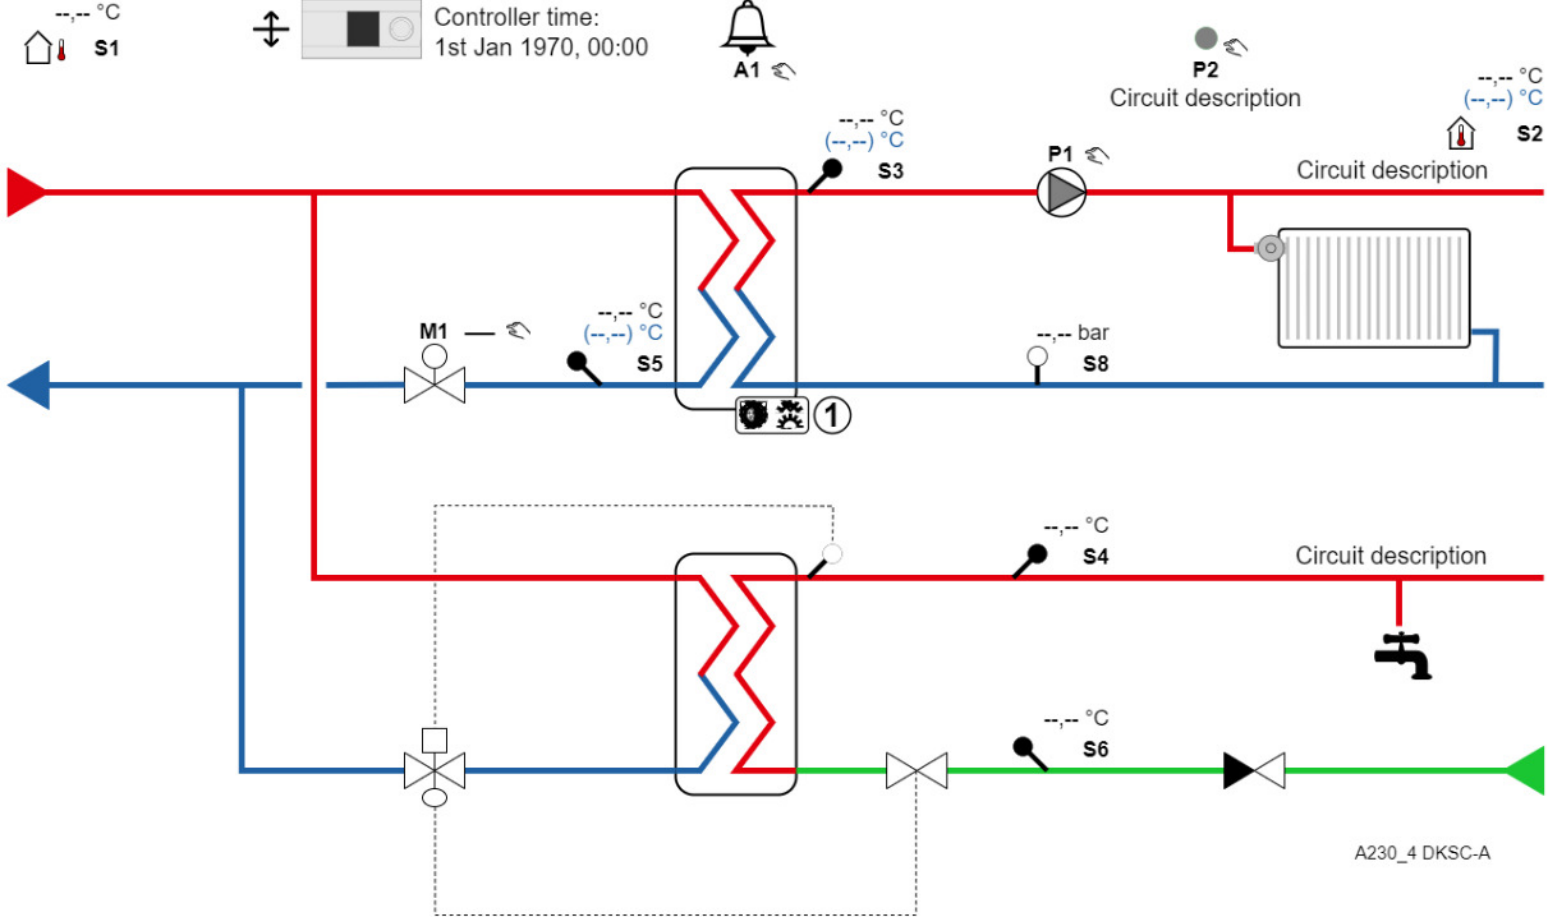 --,-- °C
S1
Controller time:
1st Jan 1970, 00:00
A1
P2
Circuit description
--,-- °C
(--,--) °C
S2
--,-- °C
(--,--) °C
S3
P1
Circuit description
M1
--,-- °C
(--,--) °C
S5
--,-- bar
S8
1
--,-- °C
S4
Circuit description
--,-- °C
S6
A230_4 DKSC-A